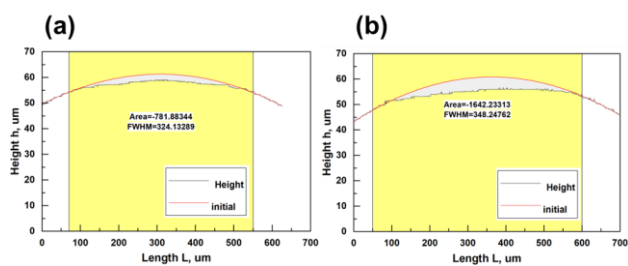 (a)
70
60
50
40
30
20
10
0
Height h, um
Area=-781.88344
FWHM=324.13289
Height
initial
0 100 200 300 400 500 600 700
Length L, um
(b)
70
60
50
40
30
20
10
0
Height h, um
Area=-1642.23313
FWHM=348.24762
Height
initial
0 100 200 300 400 500 600 700
Length L, um